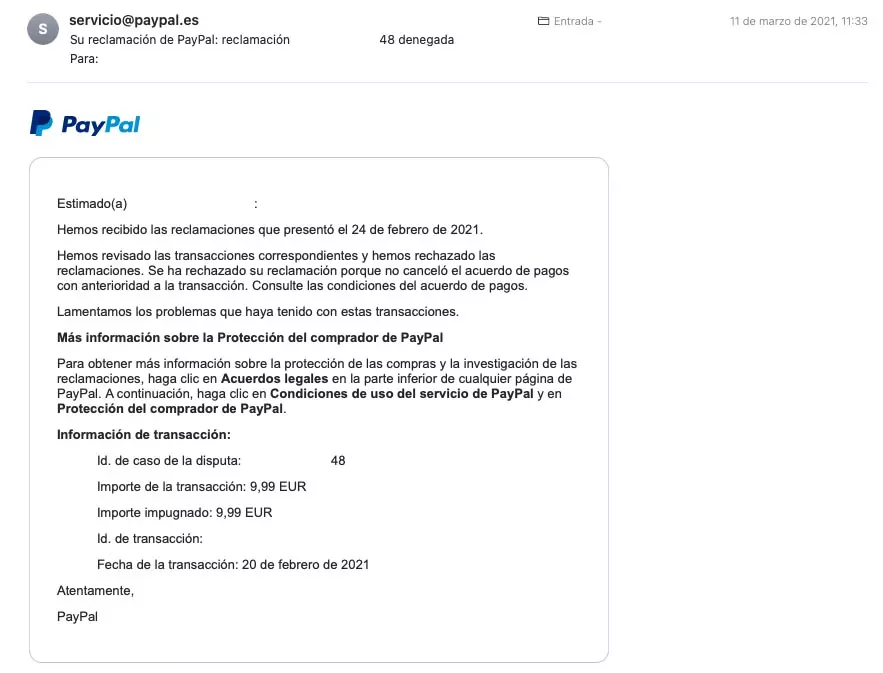 S
servicio@paypal.es
Entrada -
11 de marzo de 2021, 11:33
Su reclamación de PayPal: reclamación 48 denegada
Para:
PayPal
Estimado(a) :
Hemos recibido las reclamaciones que presentó el 24 de febrero de 2021.
Hemos revisado las transacciones correspondientes y hemos rechazado las
reclamaciones. Se ha rechazado su reclamación porque no canceló el acuerdo de pagos
con anterioridad a la transacción. Consulte las condiciones del acuerdo de pagos.
Lamentamos los problemas que haya tenido con estas transacciones.
Más información sobre la Protección del comprador de PayPal
Para obtener más información sobre la protección de las compras y la investigación de las
reclamaciones, haga clic en Acuerdos legales en la parte inferior de cualquier página de
PayPal. A continuación, haga clic en Condiciones de uso del servicio de PayPal y en
Protección del comprador de PayPal.
Información de transacción:
Id. de caso de la disputa: 48
Importe de la transacción: 9,99 EUR
Importe impugnado: 9,99 EUR
Id. de transacción:
Fecha de la transacción: 20 de febrero de 2021
Atentamente,
PayPal